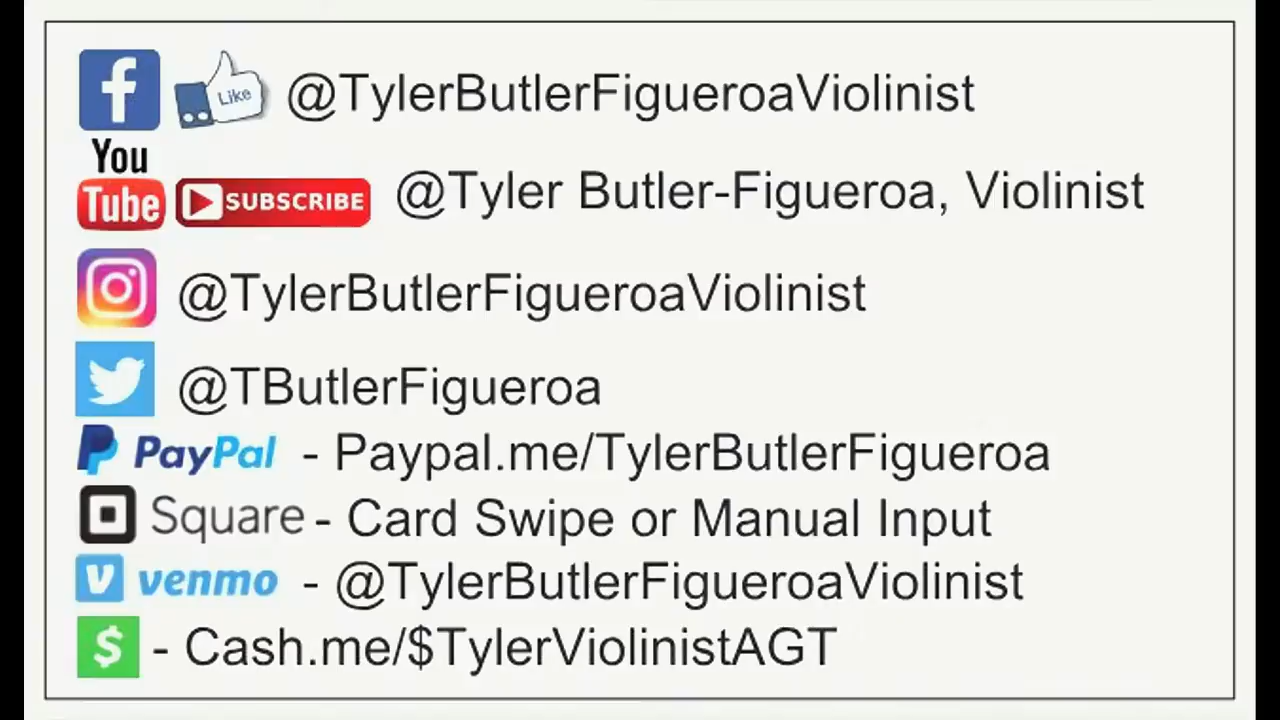 f Like @TylerButlerFigueroaViolinist
You
Tube SUBSCRIBE @Tyler Butler-Figueroa, Violinist
@TylerButlerFigueroaViolinist
@TButlerFigueroa
PayPal - Paypal.me/TylerButlerFigueroa
Square - Card Swipe or Manual Input
venmo - @TylerButlerFigueroaViolinist
$ - Cash.me/$TylerViolinistAGT